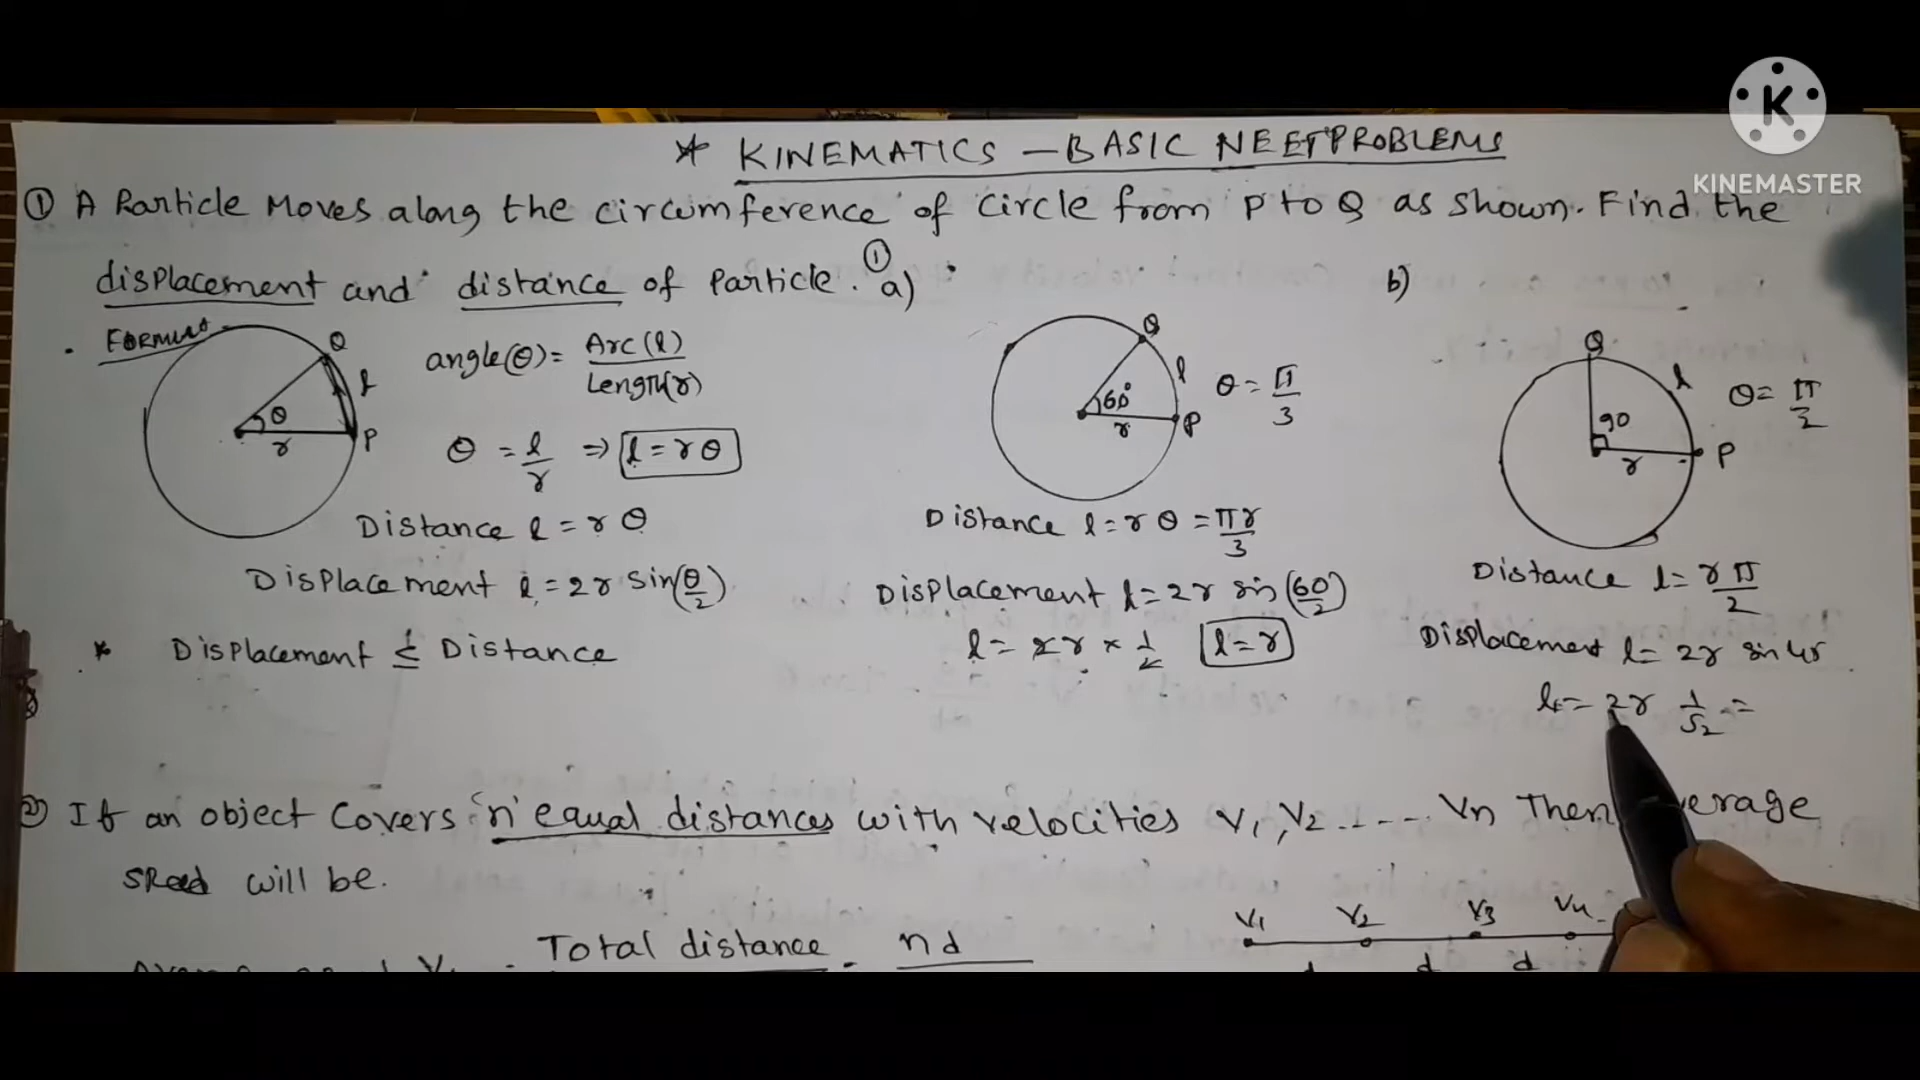 KINEMASTER
* KINEMATICS - BASIC NEET PROBLEMS
① A Particle Moves along the circumference of circle from P to Q as shown. Find the
displacement and distance of Particle. ① a) b)
FORMULA
Q
l
θ
r
P
angle(θ) = Arc(l) / Length(r)
θ = l/r ⇒ l = rθ
Distance l = r θ
Displacement l = 2r sin(θ/2)
* Displacement ≤ Distance
Q
l
60°
r
P
θ = π/3
Distance l = r θ = πr/3
Displacement l = 2r sin(60/2)
l = 2r × 1/2 l = r
Q
l
90
r
P
θ = π/2
Distance l = r π/2
Displacement l = 2r sin 45
l = 2r 1/√2 =
② If an object covers 'n' equal distances with velocities V1, V2 ..... Vn Then
speed will be.
V1 V2 V3
d d
Total distance nd